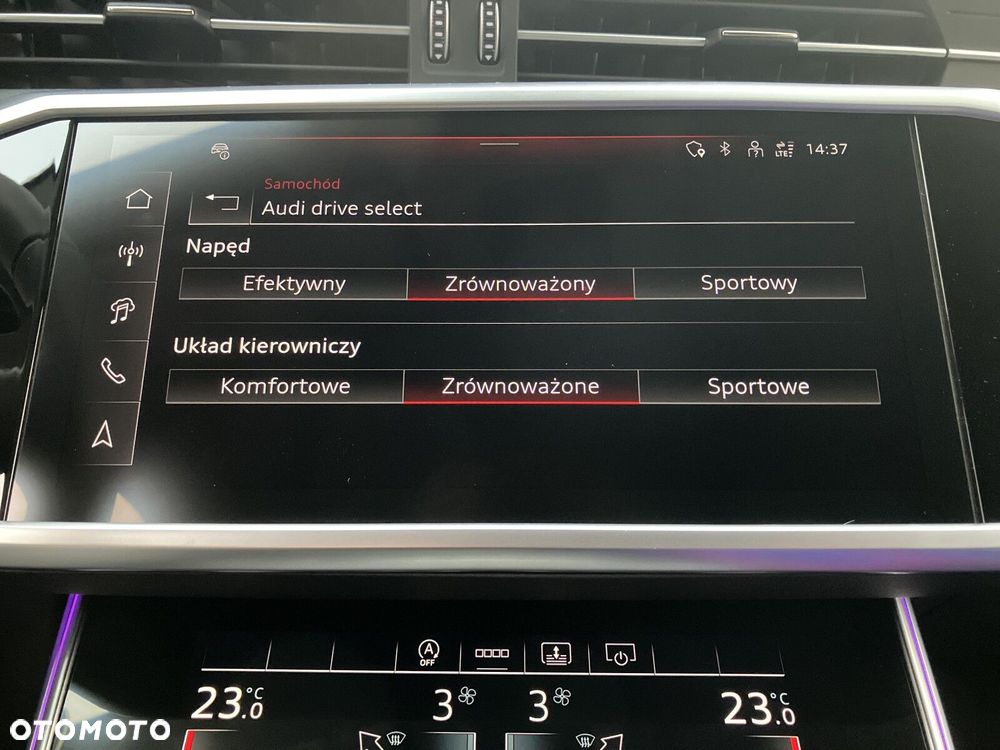 LTE 14:37
Samochód
Audi drive select
Napęd
Efektywny Zrównoważony Sportowy
Układ kierowniczy
Komfortowe Zrównoważone Sportowe
A
OFF
23.0 °C 3 3 23.0 °C
OTOMOTO